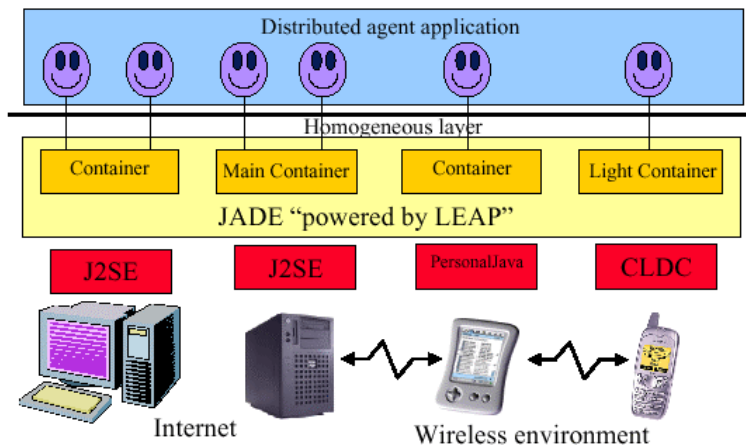 Distributed agent application
Homogeneous layer
Container
Main Container
Container
Light Container
JADE “powered by LEAP”
J2SE
J2SE
PersonalJava
CLDC
Internet
Wireless environment